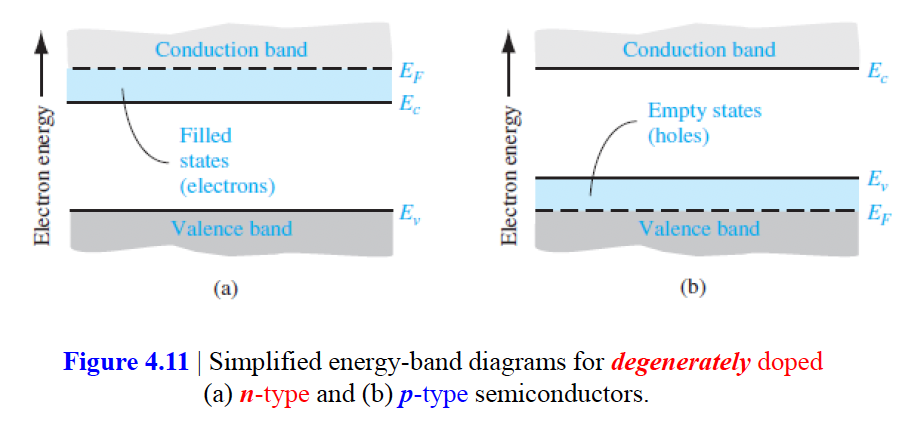 Electron energy
Conduction band
E_F
E_c
Filled
states
(electrons)
E_v
Valence band
(a)
Electron energy
Conduction band
E_c
Empty states
(holes)
E_v
E_F
Valence band
(b)
Figure 4.11 | Simplified energy-band diagrams for degenerately doped
(a) n-type and (b) p-type semiconductors.